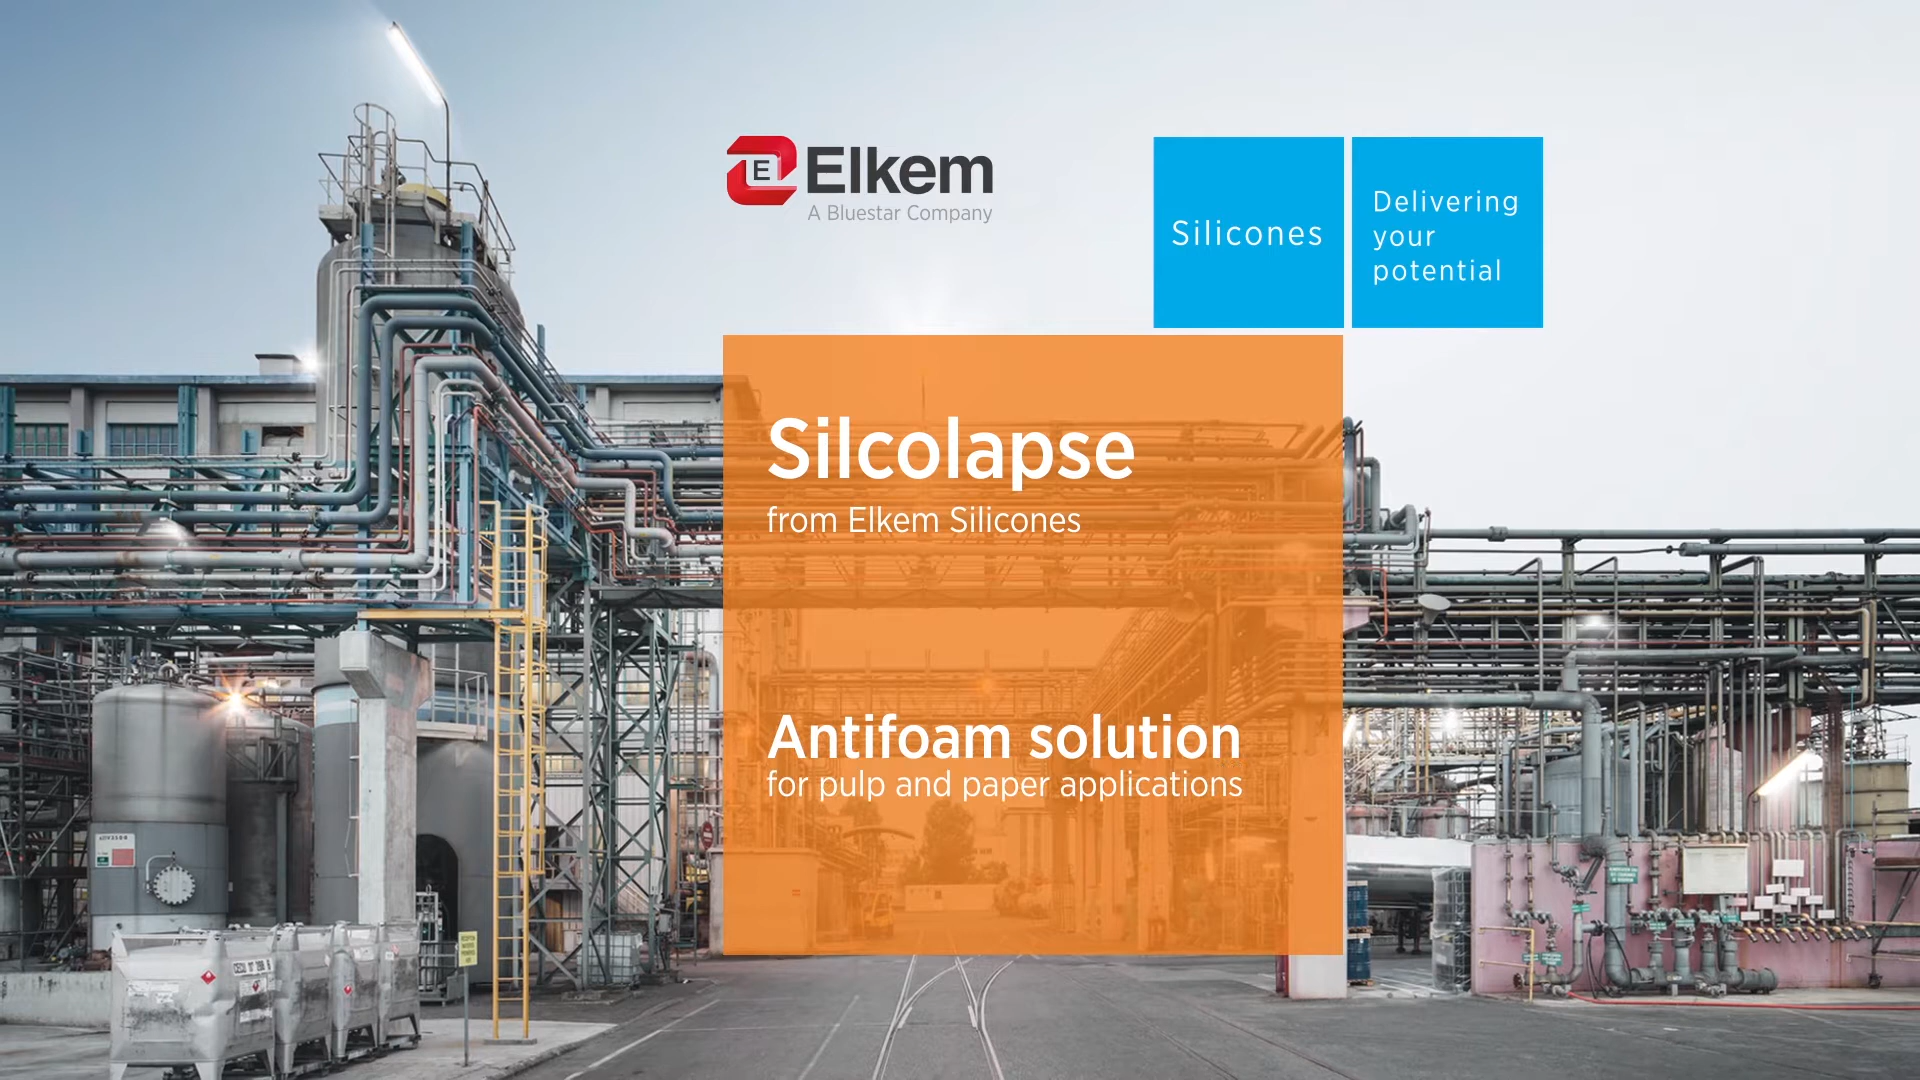 E Elkem
A Bluestar Company
Silicones
Delivering
your
potential
Silcolapse
from Elkem Silicones
Antifoam solution
for pulp and paper applications